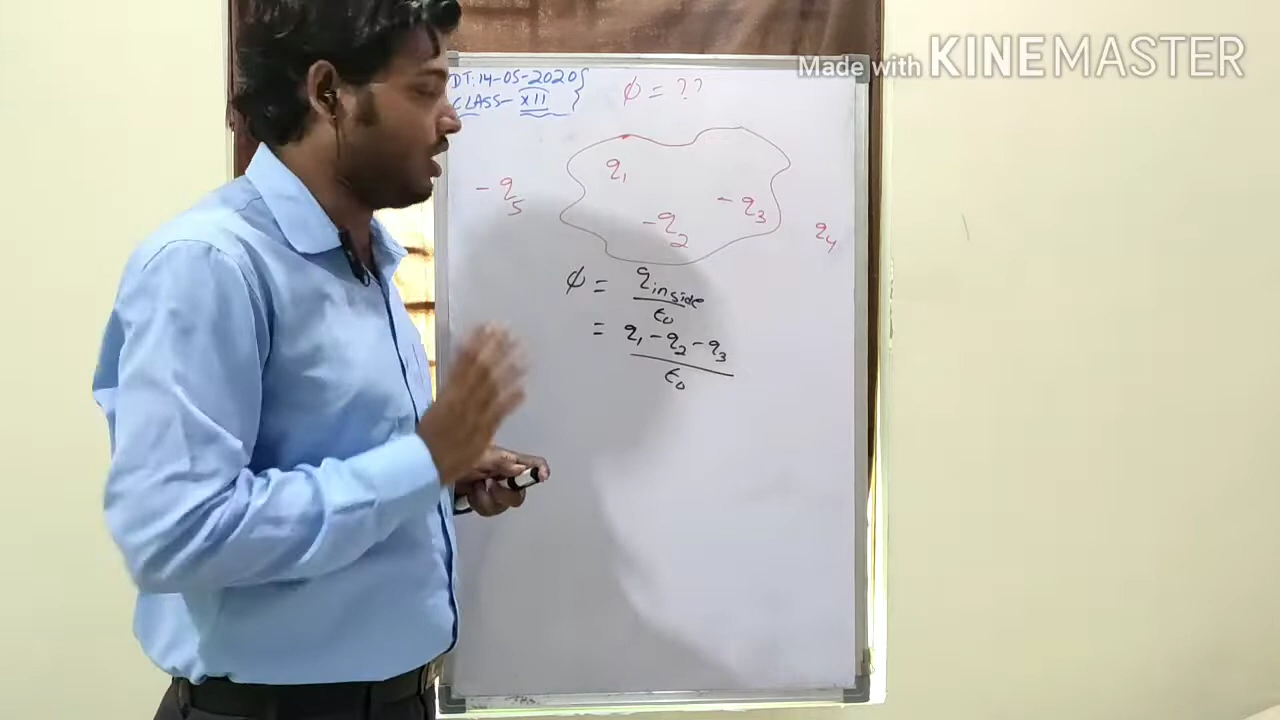 Made with KINEMASTER
DT: 14-05-2020
CLASS- XII
φ = ??
q₁
- q₅
- q₃
- q₂
q₄
φ = q inside / ε₀
= q₁ - q₂ - q₃ / ε₀